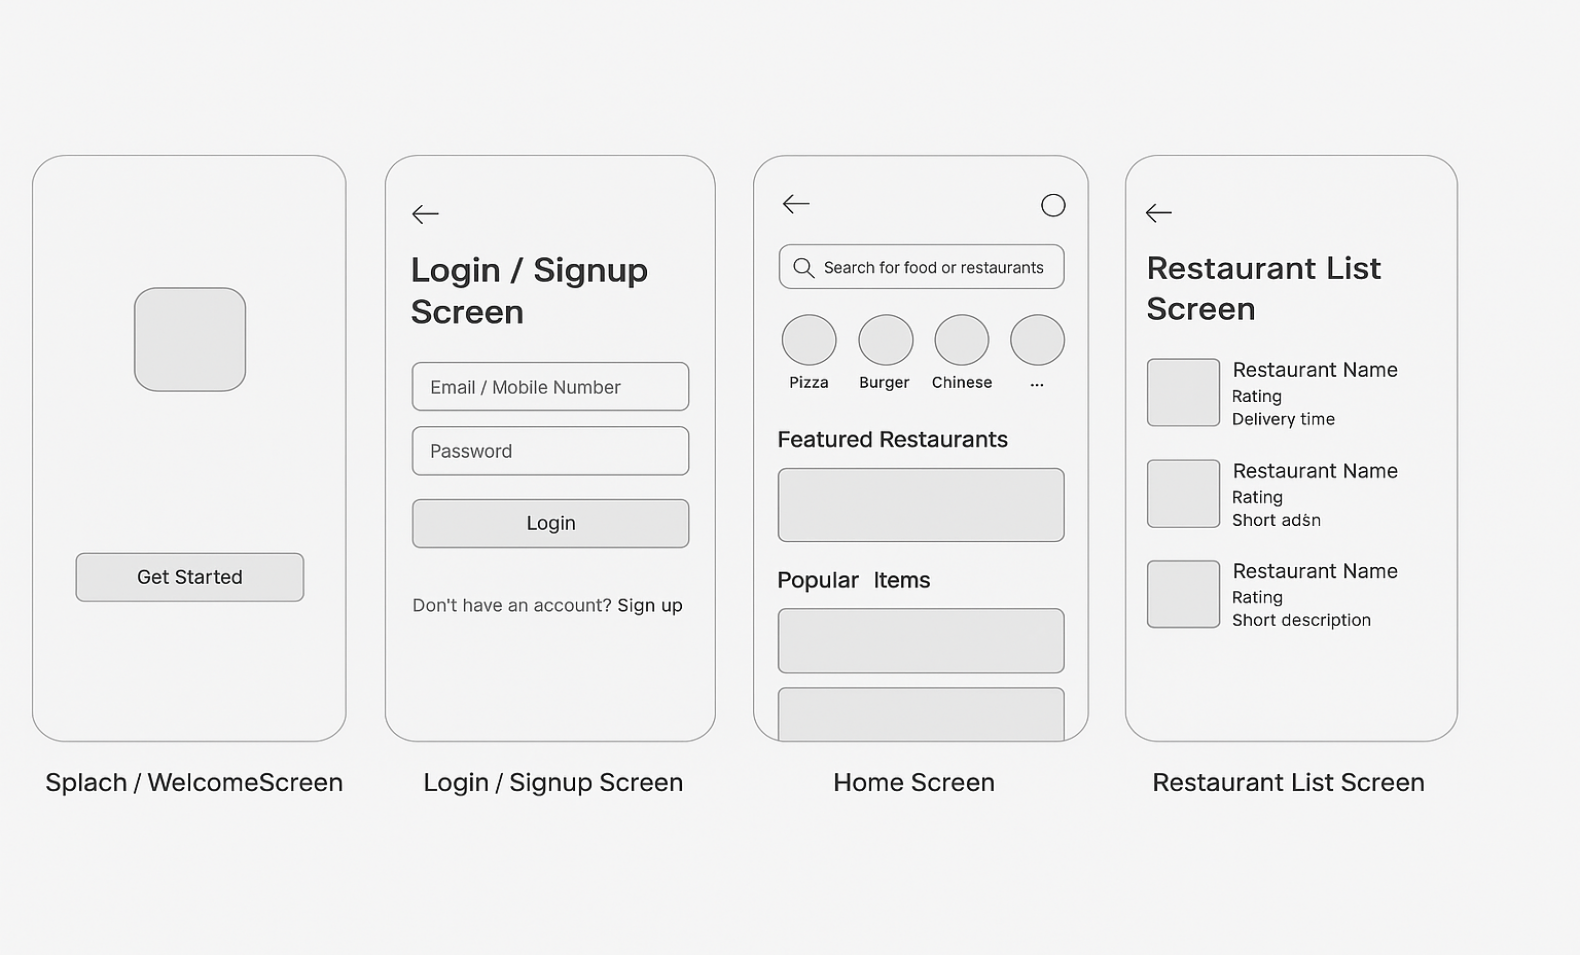 Get Started
Splach / WelcomeScreen
Login / Signup
Screen
Email / Mobile Number
Password
Login
Don't have an account? Sign up
Login / Signup Screen
Search for food or restaurants
Pizza Burger Chinese ...
Featured Restaurants
Popular Items
Home Screen
Restaurant List
Screen
Restaurant Name
Rating
Delivery time
Restaurant Name
Rating
Short
Restaurant Name
Rating
Short description
Restaurant List Screen